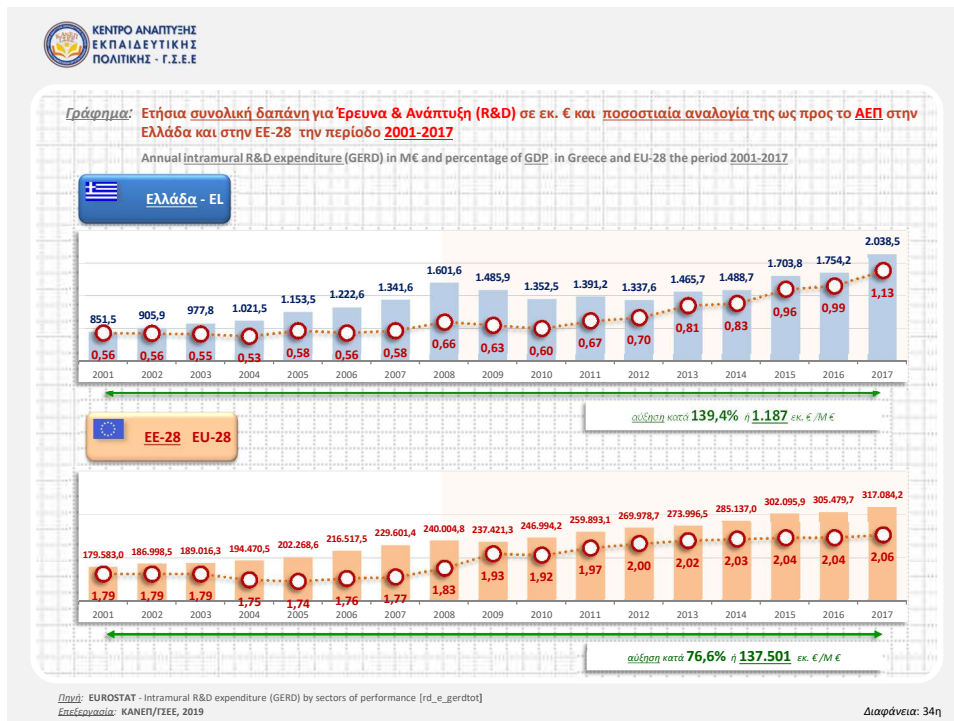 ΚΕΝΤΡΟ ΑΝΑΠΤΥΞΗΣ
ΕΚΠΑΙΔΕΥΤΙΚΗΣ
ΠΟΛΙΤΙΚΗΣ - Γ.Σ.Ε.Ε
Γράφημα: Ετήσια συνολική δαπάνη για Έρευνα & Ανάπτυξη (R&D) σε εκ. € και ποσοστιαία αναλογία της ως προς το ΑΕΠ στην
Ελλάδα και στην ΕΕ-28 την περίοδο 2001-2017
Annual intramural R&D expenditure (GERD) in M€ and percentage of GDP in Greece and EU-28 the period 2001-2017
Ελλάδα - EL
851,5 905,9 977,8 1.021,5 1.153,5 1.222,6 1.341,6 1.601,6 1.485,9 1.352,5 1.391,2 1.337,6 1.465,7 1.488,7 1.703,8 1.754,2 2.038,5
0,56 0,56 0,55 0,53 0,58 0,56 0,58 0,66 0,63 0,60 0,67 0,70 0,81 0,83 0,96 0,99 1,13
2001 2002 2003 2004 2005 2006 2007 2008 2009 2010 2011 2012 2013 2014 2015 2016 2017
αύξηση κατά 139,4% ή 1.187 εκ. € /M €
ΕΕ-28 EU-28
179.583,0 186.998,5 189.016,3 194.470,5 202.268,6 216.517,5 229.601,4 240.004,8 237.421,3 246.994,2 259.893,1 269.978,7 273.996,5 285.137,0 302.095,9 305.479,7 317.084,2
1,79 1,79 1,79 1,75 1,74 1,76 1,77 1,83 1,93 1,92 1,97 2,00 2,02 2,03 2,04 2,04 2,06
2001 2002 2003 2004 2005 2006 2007 2008 2009 2010 2011 2012 2013 2014 2015 2016 2017
αύξηση κατά 76,6% ή 137.501 εκ. € /M €
Πηγή: EUROSTAT - Intramural R&D expenditure (GERD) by sectors of performance [rd_e_gerdtot]
Επεξεργασία: ΚΑΝΕΠ/ΓΣΕΕ, 2019
Διαφάνεια: 34η